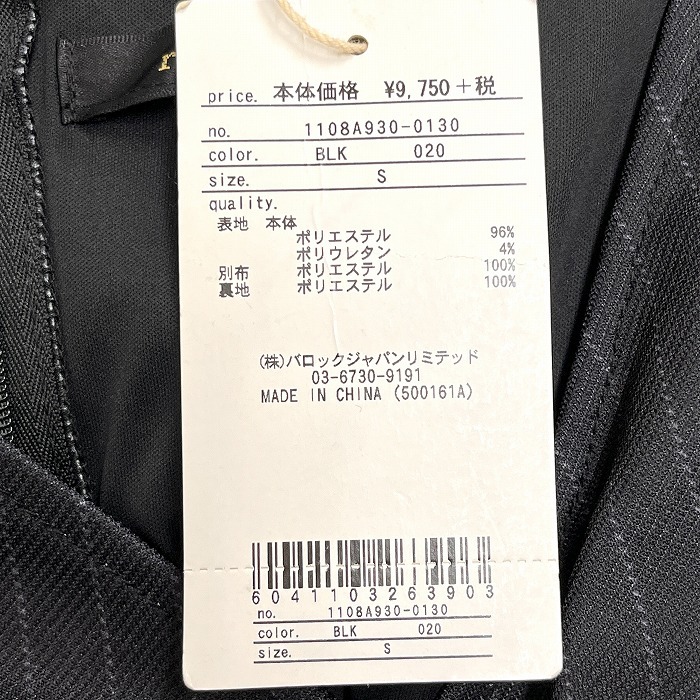 price. 本体価格 ¥9,750＋税
no. 1108A930-0130
color. BLK 020
size. S
quality.
表地 本体
ポリエステル 96%
ポリウレタン 4%
別布 ポリエステル 100%
裏地 ポリエステル 100%
(株)バロックジャパンリミテッド
03-6730-9191
MADE IN CHINA (500161A)
6041103263903
no. 1108A930-0130
color. BLK 020
size. S